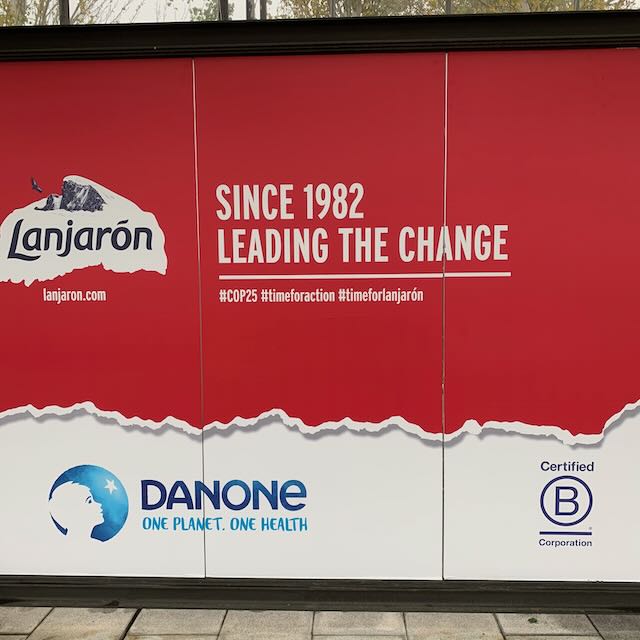 Lanjarón
lanjaron.com
SINCE 1982
LEADING THE CHANGE
#COP25 #timeforaction #timeforlanjarón
DANONE
ONE PLANET. ONE HEALTH
Certified
B
®
Corporation